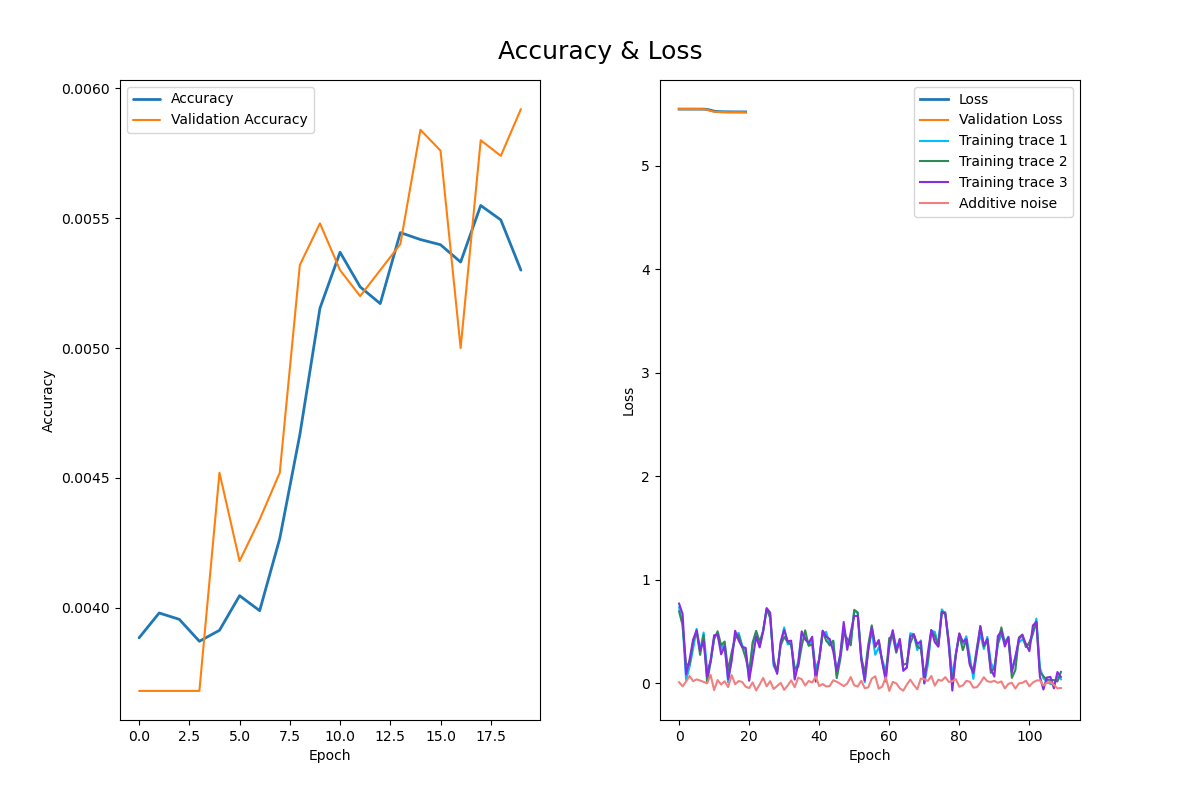 Accuracy & Loss
Accuracy
Validation Accuracy
0.0060
0.0055
0.0050
0.0045
0.0040
Accuracy
0.0
2.5
5.0
7.5
10.0
12.5
15.0
17.5
Epoch
Loss
Validation Loss
Training trace 1
Training trace 2
Training trace 3
Additive noise
5
4
3
2
1
0
Loss
0
20
40
60
80
100
Epoch